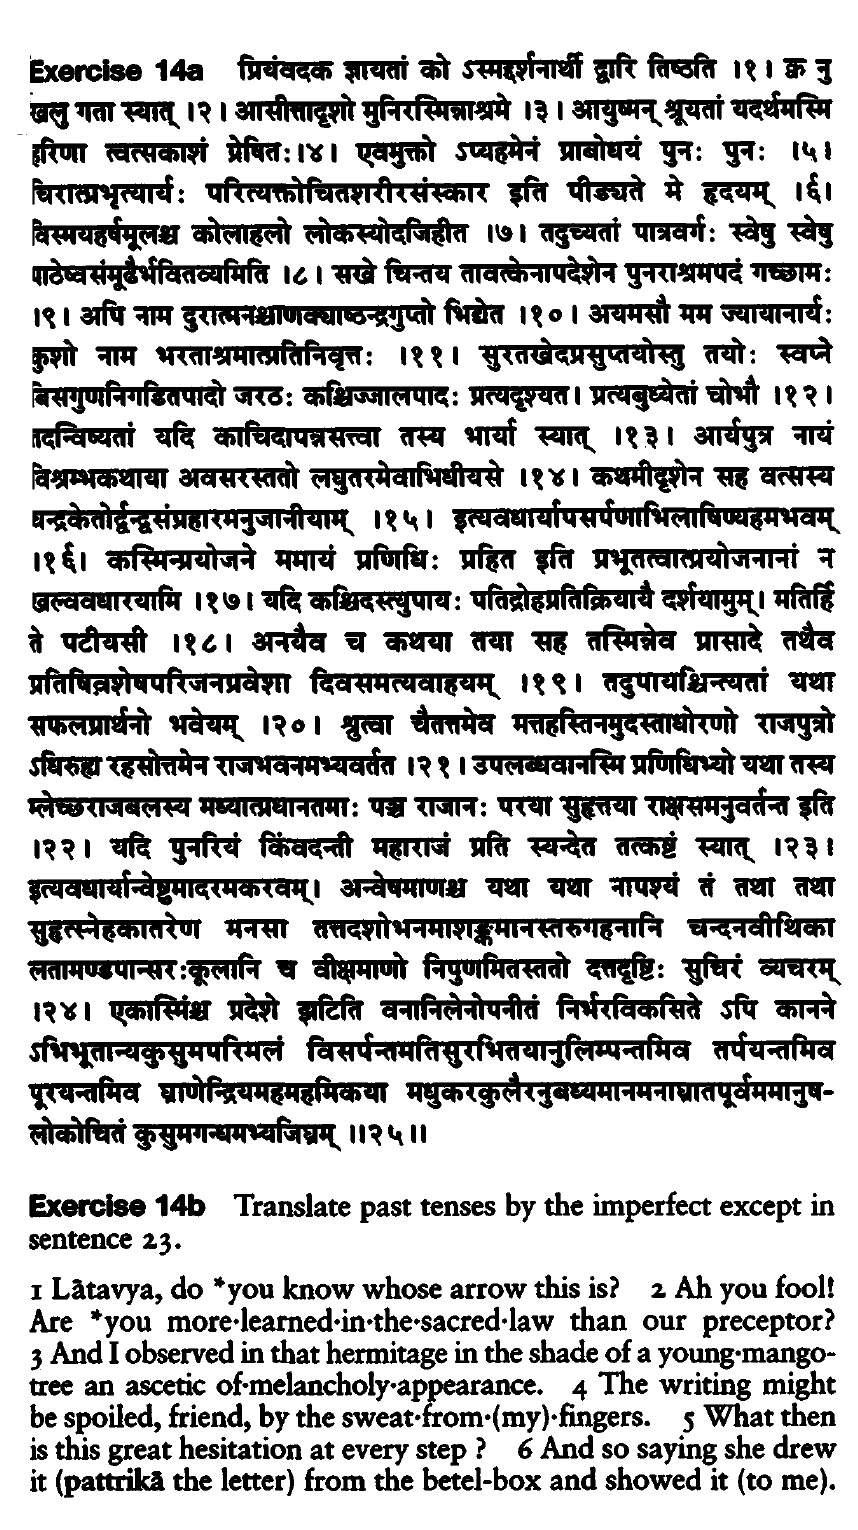 Exercise 14a प्रियंवदक ज्ञायतां को ऽस्मद्दर्शनार्थी द्वारि तिष्ठति ।१। क्व नु
खलु गता स्यात् ।२। आसीत्तादृशो मुनिरस्मिन्नाश्रमे ।३। आयुष्मन् श्रूयतां यदर्थमस्मि
हरिणा त्वत्सकाशं प्रेषितः।४। एवमुक्तो ऽप्यहमेनं प्राबोधयं पुनः पुनः ।५।
चिरात्प्रभृत्यार्यः परित्यक्तोचितशरीरसंस्कार इति पीड्यते मे हृदयम् ।६।
विस्मयहर्षमूलश्च कोलाहलो लोकस्योदजिहीत ।७। तदुच्यतां पात्रवर्गः स्वेषु स्वेषु
पाठेष्वसंमूढैर्भवितव्यमिति ।८। सखे चिन्तय तावत्केनापदेशेन पुनराश्रमपदं गच्छामः
।९। अपि नाम दुरात्मनश्चाणक्याच्चन्द्रगुप्तो भिद्येत ।१०। अयमसौ मम ज्यायानार्यः
कुशो नाम भरताश्रमात्प्रतिनिवृत्तः ।११। सुरतखेदप्रसुप्तयोस्तु तयोः स्वप्ने
बिसगुणनिगडितपादो जरठः कश्चिज्जालपादः प्रत्यदृश्यत। प्रत्यबुध्येतां चोभौ ।१२।
तदन्विष्यतां यदि काचिदापन्नसत्त्वा तस्य भार्या स्यात् ।१३। आर्यपुत्र नायं
विश्रम्भकथाया अवसरस्ततो लघुतरमेवाभिधीयसे ।१४। कथमीदृशेन सह वत्सस्य
चन्द्रकेतोर्द्वन्द्वसंप्रहारमनुजानीयाम् ।१५। इत्यवधार्यापसर्पणाभिलाषिण्यहमभवम्
।१६। कस्मिन्प्रयोजने ममायं प्रणिधिः प्रहित इति प्रभूतत्वात्प्रयोजनानां न
खल्ववधारयामि ।१७। यदि कश्चिदस्त्युपायः पतिद्रोहप्रतिक्रियायै दर्शयामुम्। मतिर्हि
ते पटीयसी ।१८। अनयैव च कथया तया सह तस्मिन्नेव प्रासादे तथैव
प्रतिषिद्धाशेषपरिजनप्रवेशा दिवसमत्यवाहयम् ।१९। तदुपायश्चिन्त्यतां यथा
सफलप्रार्थनो भवेयम् ।२०। श्रुत्वा चैतत्तमेव मत्तहस्तिनमुदस्ताधोरणो राजपुत्रो
ऽधिरुह्य रहसोत्तमेन राजभवनमभ्यवर्तत ।२१। उपलब्धवानस्मि प्रणिधिभ्यो यथा तस्य
म्लेच्छराजबलस्य मध्यात्प्रधानतमाः पञ्च राजानः परया सुहृत्तया राक्षसमनुवर्तन्त इति
।२२। यदि पुनरियं किंवदन्ती महाराजं प्रति स्यन्देत तत्कष्टं स्यात् ।२३।
इत्यवधार्यान्वेष्टुमादरमकरवम्। अन्वेषमाणश्च यथा यथा नापश्यं तं तथा तथा
सुहृत्स्नेहकातरेण मनसा तत्तदशोभनमाशङ्कमानस्तरुगहनानि चन्दनवीथिका
लतामण्डपान्सरःकूलानि च वीक्षमाणो निपुणमितस्ततो दत्तदृष्टिः सुचिरं व्यचरम्
।२४। एकास्मिंश्च प्रदेशे झटिति वनानिलेनोपनीतं निर्भरविकसिते ऽपि कानने
ऽभिभूतान्यकुसुमपरिमलं विसर्पन्तमतिसुरभितयानुलिम्पन्तमिव तर्पयन्तमिव
पूरयन्तमिव घ्राणेन्द्रियमहमहमिकया मधुकरकुलैरनुबध्यमानमनाघ्रातपूर्वममानुष-
लोकोचितं कुसुमगन्धमभ्यजिघ्रम् ॥२५॥
Exercise 14b Translate past tenses by the imperfect except in
sentence 23.
1 Lātavya, do *you know whose arrow this is? 2 Ah you fool!
Are *you more·learned·in·the·sacred·law than our preceptor?
3 And I observed in that hermitage in the shade of a young·mango-
tree an ascetic of·melancholy·appearance. 4 The writing might
be spoiled, friend, by the sweat·from·(my)·fingers. 5 What then
is this great hesitation at every step ? 6 And so saying she drew
it (pattrikā the letter) from the betel-box and showed it (to me).